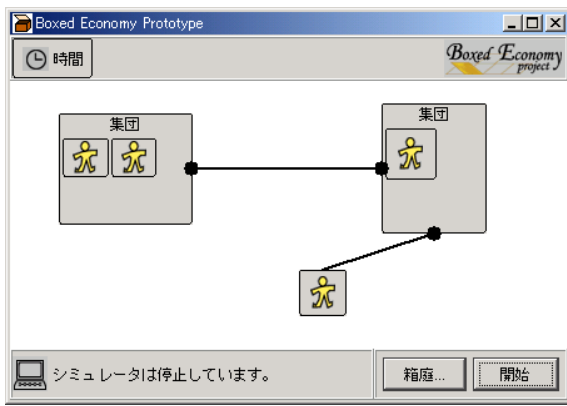 Boxed Economy Prototype
時間
Boxed Economy
project
集団
集団
シミュレータは停止しています。
箱庭...
開始